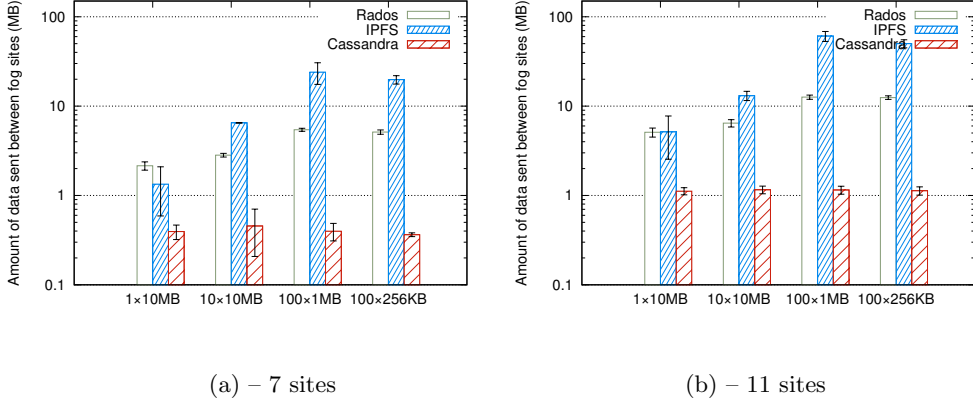 Amount of data sent between fog sites (MB)
100
10
1
0.1
Rados
IPFS
Cassandra
1×10MB 10×10MB 100×1MB 100×256KB
(a) – 7 sites
Amount of data sent between fog sites (MB)
100
10
1
0.1
Rados
IPFS
Cassandra
1×10MB 10×10MB 100×1MB 100×256KB
(b) – 11 sites